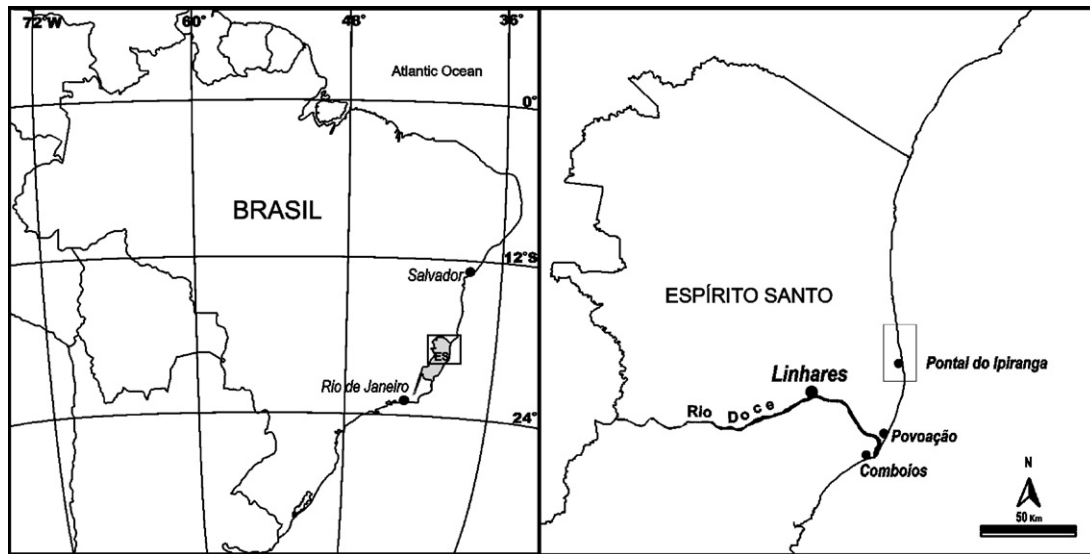 72°W 60° 48° 36°
Atlantic Ocean
0°
BRASIL
12°S
Salvador
ES
Rio de Janeiro
24°
ESPÍRITO SANTO
Pontal do Ipiranga
Linhares
Rio Doce
Povoação
Comboios
N
50 Km